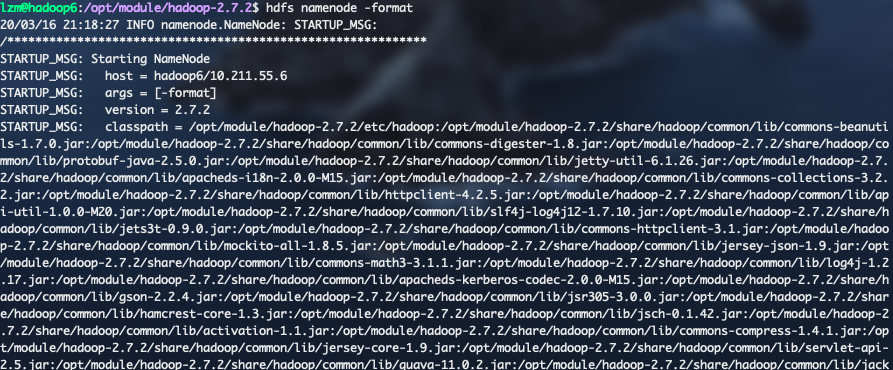 lzm@hadoop6:/opt/module/hadoop-2.7.2$ hdfs namenode -format
20/03/16 21:18:27 INFO namenode.NameNode: STARTUP_MSG:
/************************************************************
STARTUP_MSG: Starting NameNode
STARTUP_MSG:   host = hadoop6/10.211.55.6
STARTUP_MSG:   args = [-format]
STARTUP_MSG:   version = 2.7.2
STARTUP_MSG:   classpath = /opt/module/hadoop-2.7.2/etc/hadoop:/opt/module/hadoop-2.7.2/share/hadoop/common/lib/commons-beanuti
ls-1.7.0.jar:/opt/module/hadoop-2.7.2/share/hadoop/common/lib/commons-digester-1.8.jar:/opt/module/hadoop-2.7.2/share/hadoop/co
mmon/lib/protobuf-java-2.5.0.jar:/opt/module/hadoop-2.7.2/share/hadoop/common/lib/jetty-util-6.1.26.jar:/opt/module/hadoop-2.7.
2/share/hadoop/common/lib/apacheds-i18n-2.0.0-M15.jar:/opt/module/hadoop-2.7.2/share/hadoop/common/lib/commons-collections-3.2.
2.jar:/opt/module/hadoop-2.7.2/share/hadoop/common/lib/httpclient-4.2.5.jar:/opt/module/hadoop-2.7.2/share/hadoop/common/lib/ap
i-util-1.0.0-M20.jar:/opt/module/hadoop-2.7.2/share/hadoop/common/lib/slf4j-log4j12-1.7.10.jar:/opt/module/hadoop-2.7.2/share/h
adoop/common/lib/jets3t-0.9.0.jar:/opt/module/hadoop-2.7.2/share/hadoop/common/lib/commons-httpclient-3.1.jar:/opt/module/hadoo
p-2.7.2/share/hadoop/common/lib/mockito-all-1.8.5.jar:/opt/module/hadoop-2.7.2/share/hadoop/common/lib/jersey-json-1.9.jar:/opt
/module/hadoop-2.7.2/share/hadoop/common/lib/commons-math3-3.1.1.jar:/opt/module/hadoop-2.7.2/share/hadoop/common/lib/log4j-1.2
.17.jar:/opt/module/hadoop-2.7.2/share/hadoop/common/lib/apacheds-kerberos-codec-2.0.0-M15.jar:/opt/module/hadoop-2.7.2/share/h
adoop/common/lib/gson-2.2.4.jar:/opt/module/hadoop-2.7.2/share/hadoop/common/lib/jsr305-3.0.0.jar:/opt/module/hadoop-2.7.2/shar
e/hadoop/common/lib/hamcrest-core-1.3.jar:/opt/module/hadoop-2.7.2/share/hadoop/common/lib/jsch-0.1.42.jar:/opt/module/hadoop-2
.7.2/share/hadoop/common/lib/activation-1.1.jar:/opt/module/hadoop-2.7.2/share/hadoop/common/lib/commons-compress-1.4.1.jar:/op
t/module/hadoop-2.7.2/share/hadoop/common/lib/jersey-core-1.9.jar:/opt/module/hadoop-2.7.2/share/hadoop/common/lib/servlet-api-
2.5.jar:/opt/module/hadoop-2.7.2/share/hadoop/common/lib/guava-11.0.2.jar:/opt/module/hadoop-2.7.2/share/hadoop/common/lib/jack